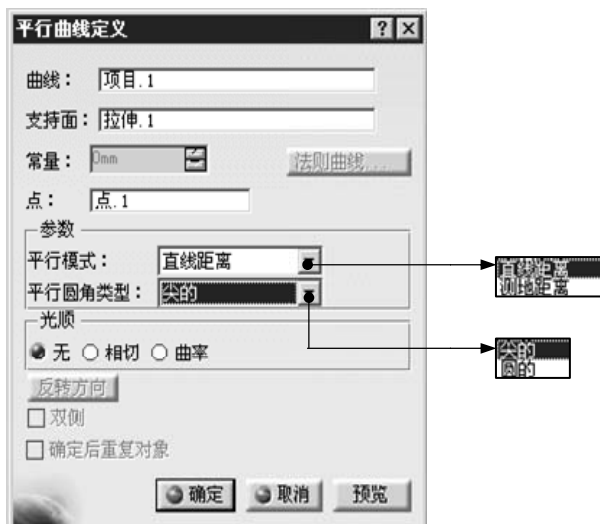 平行曲线定义
曲线： 项目.1
支持面： 拉伸.1
常量： 0mm 法则曲线...
点： 点.1
参数
平行模式： 直线距离
平行圆角类型： 尖的
直线距离
测地距离
光顺
无 相切 曲率
尖的
圆的
反转方向
双侧
确定后重复对象
确定 取消 预览